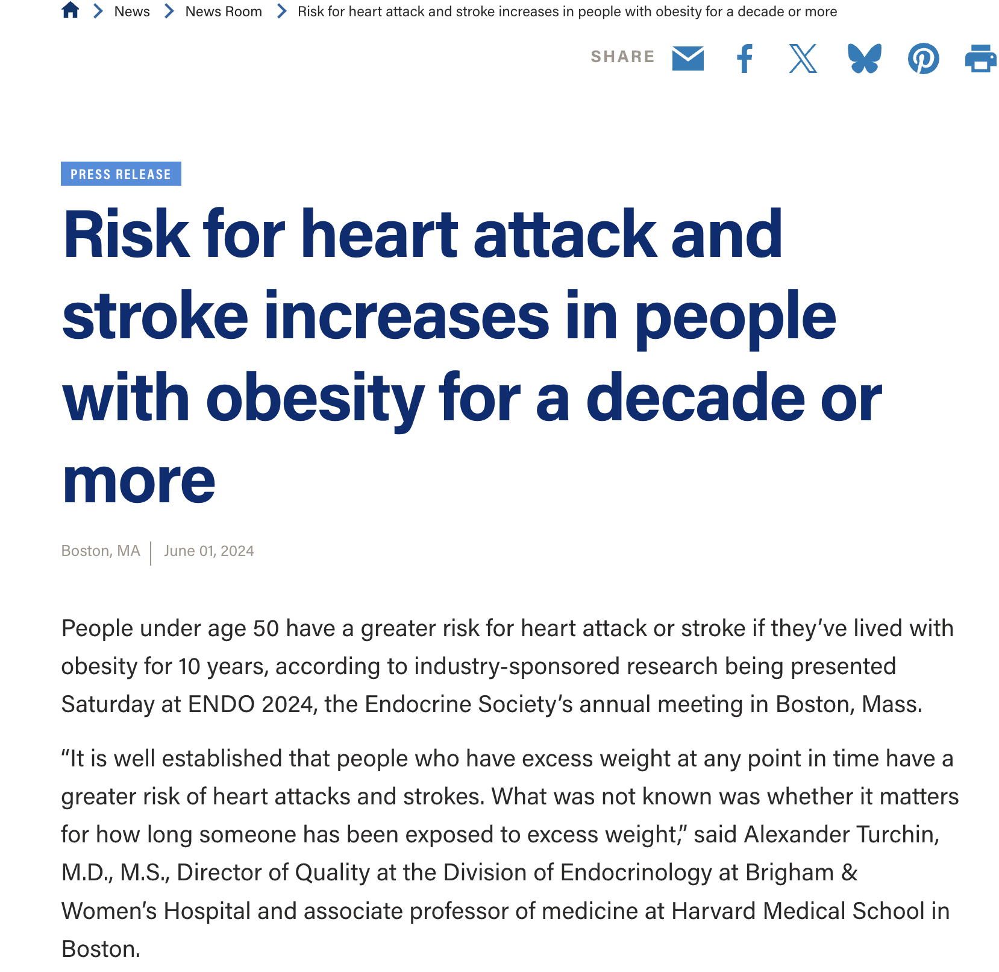 News News Room Risk for heart attack and stroke increases in people with obesity for a decade or more
SHARE
PRESS RELEASE
Risk for heart attack and
stroke increases in people
with obesity for a decade or
more
Boston, MA | June 01, 2024
People under age 50 have a greater risk for heart attack or stroke if they’ve lived with
obesity for 10 years, according to industry-sponsored research being presented
Saturday at ENDO 2024, the Endocrine Society’s annual meeting in Boston, Mass.
“It is well established that people who have excess weight at any point in time have a
greater risk of heart attacks and strokes. What was not known was whether it matters
for how long someone has been exposed to excess weight,” said Alexander Turchin,
M.D., M.S., Director of Quality at the Division of Endocrinology at Brigham &
Women’s Hospital and associate professor of medicine at Harvard Medical School in
Boston.